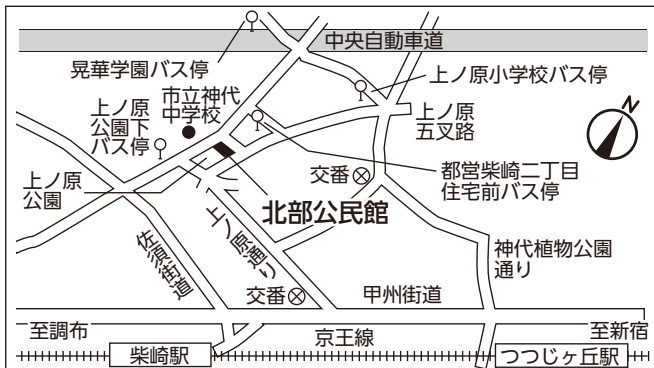 中央自動車道
晃華学園バス停
上ノ原小学校バス停
市立神代
中学校
上ノ原
公園下
バス停
上ノ原
五叉路
N
都営柴崎二丁目
住宅前バス停
交番
上ノ原
公園
北部公民館
上ノ原通り
佐須街道
神代植物公園
通り
交番
甲州街道
至調布
京王線
至新宿
柴崎駅
つつじヶ丘駅